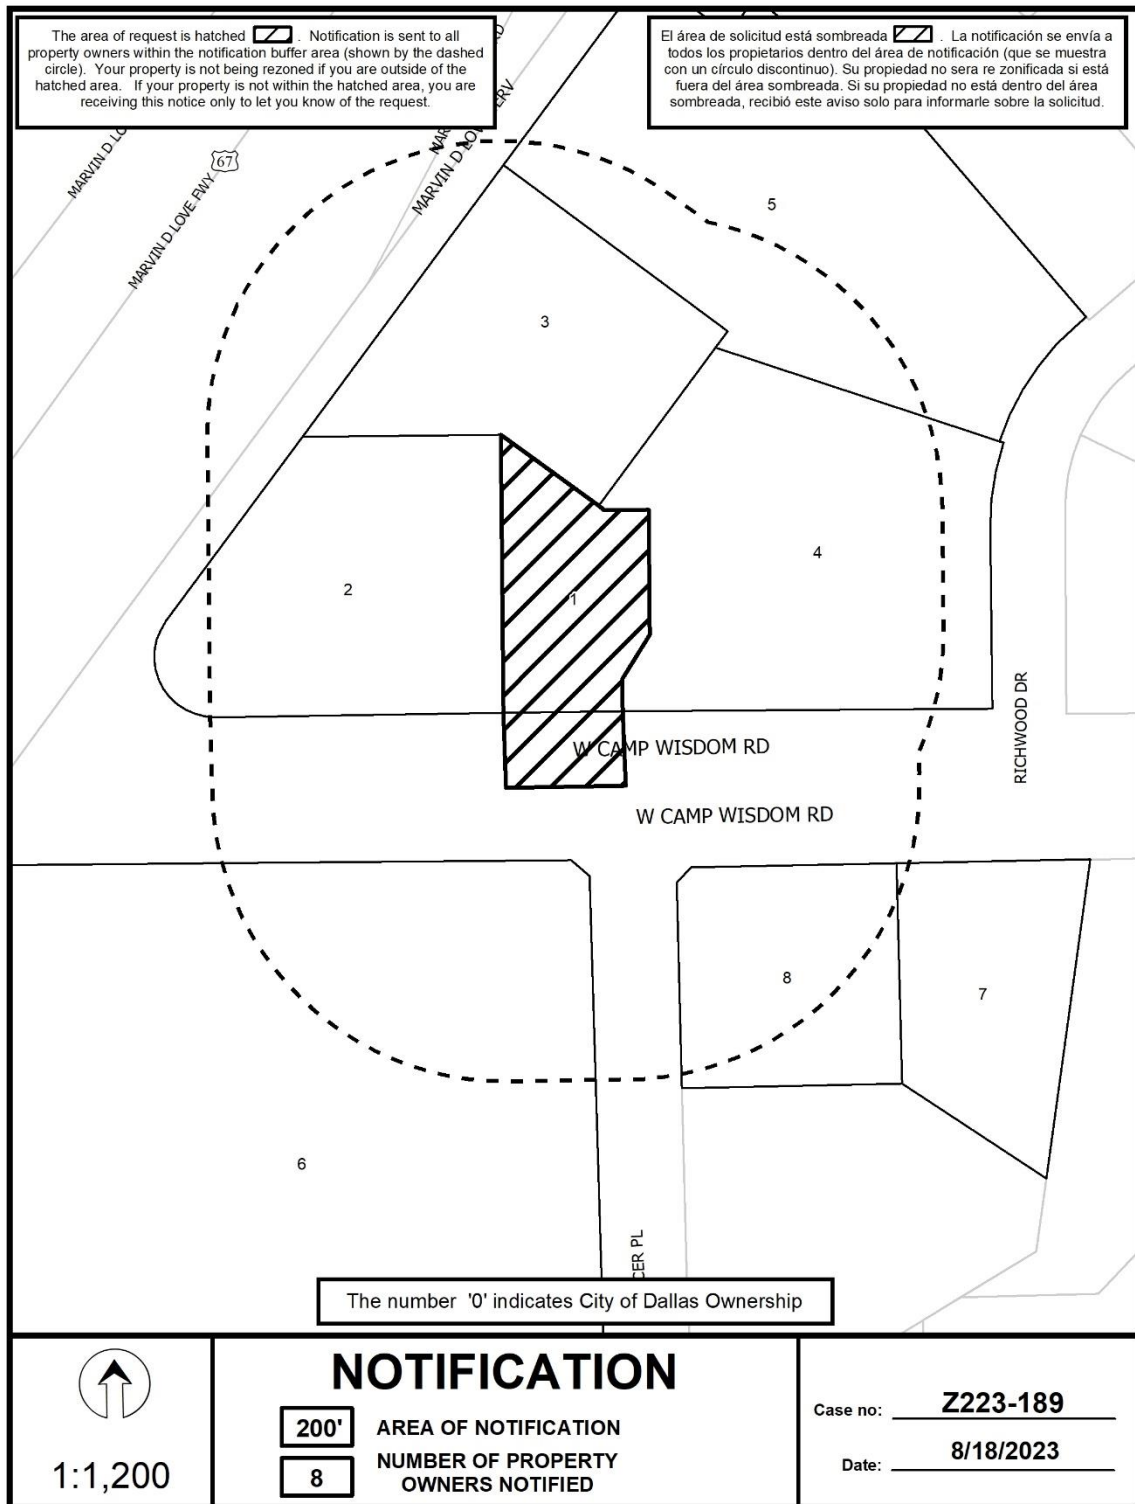 The area of request is hatched . Notification is sent to all
property owners within the notification buffer area (shown by the dashed
circle). Your property is not being rezoned if you are outside of the
hatched area. If your property is not within the hatched area, you are
receiving this notice only to let you know of the request.
El área de solicitud está sombreada . La notificación se envía a
todos los propietarios dentro del área de notificación (que se muestra
con un círculo discontinuo). Su propiedad no sera re zonificada si está
fuera del área sombreada. Si su propiedad no está dentro del área
sombreada, recibió este aviso solo para informarle sobre la solicitud.
MARVIN D LO
67
MARVIN D LOVE FWY
MAR
RD
MARVIN D LOVE SERV
5
3
4
2
1
W CAMP WISDOM RD
W CAMP WISDOM RD
RICHWOOD DR
8
7
6
CER PL
The number '0' indicates City of Dallas Ownership
1:1,200
NOTIFICATION
200' AREA OF NOTIFICATION
8 NUMBER OF PROPERTY
OWNERS NOTIFIED
Case no: Z223-189
Date: 8/18/2023